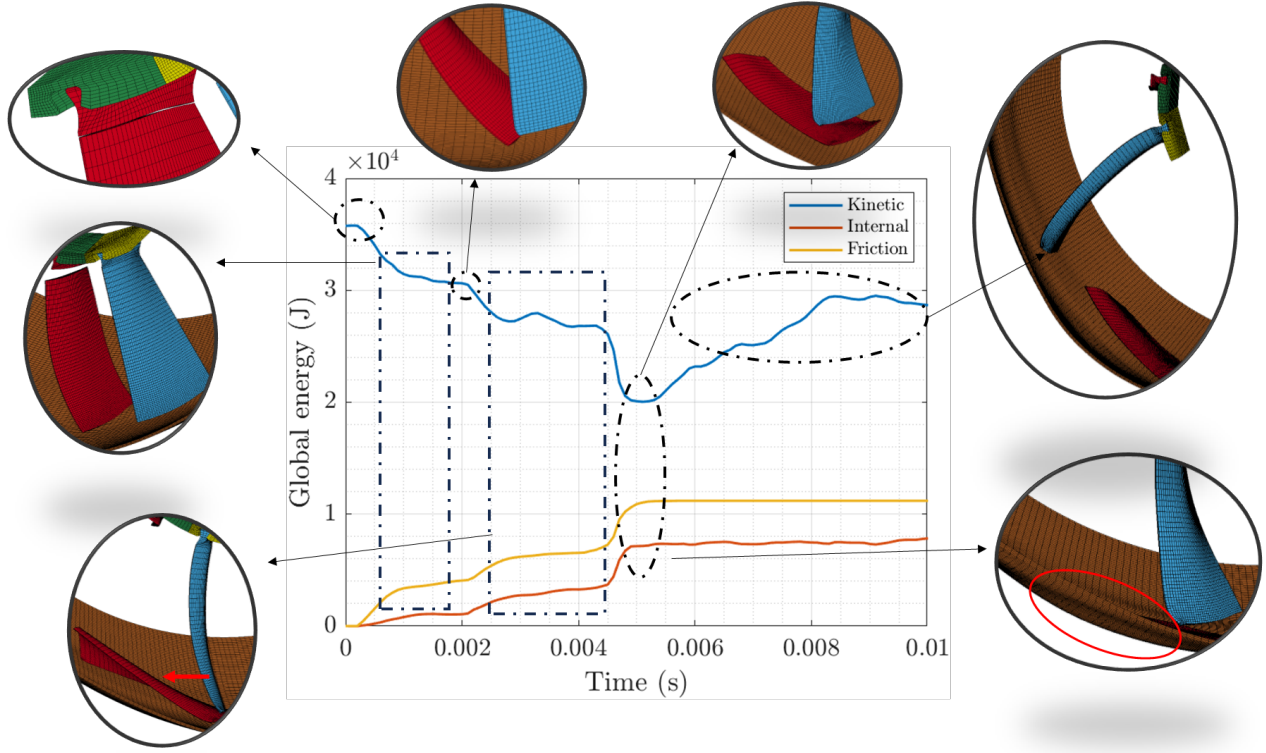 ×10⁴
4
3
2
1
0
Global energy (J)
Kinetic
Internal
Friction
0
0.002
0.004
0.006
0.008
0.01
Time (s)